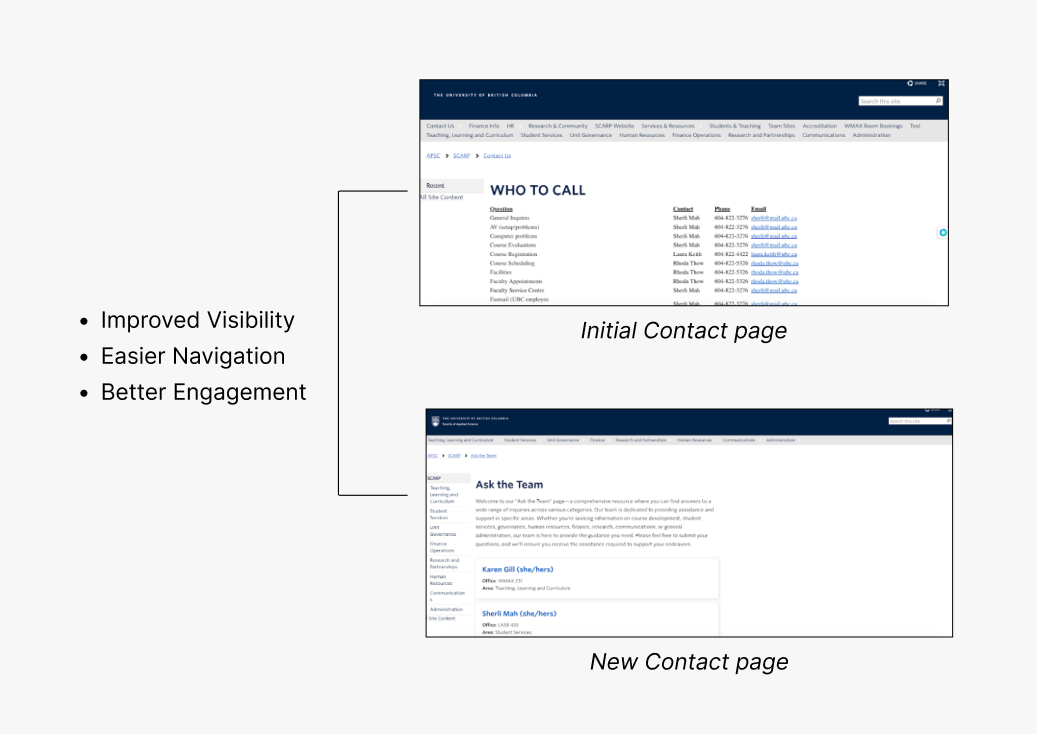 • Improved Visibility
• Easier Navigation
• Better Engagement
THE UNIVERSITY OF BRITISH COLUMBIA
SHARE
Search this site
Contact Us Finance Info HR Research & Community SCARP Website Services & Resources Students & Teaching Team Sites Accreditation WMAX Room Bookings Test
Teaching, Learning and Curriculum Student Services Unit Governance Human Resources Finance Operations Research and Partnerships Communications Administration
APSC > SCARP > Contact Us
Recent
All Site Content
WHO TO CALL
Question Contact Phone Email
General Inquires Sherli Mah 604-822-3276 sherli@mail.ubc.ca
AV (setup/problems) Sherli Mah 604-822-3276 sherli@mail.ubc.ca
Computer problems Sherli Mah 604-822-3276 sherli@mail.ubc.ca
Course Evaluations Sherli Mah 604-822-3276 sherli@mail.ubc.ca
Course Registration Laura Keith 604-822-4422 laura.keith@ubc.ca
Course Scheduling Rhoda Thow 604-822-5326 rhoda.thow@ubc.ca
Facilities Rhoda Thow 604-822-5326 rhoda.thow@ubc.ca
Faculty Appointments Rhoda Thow 604-822-5326 rhoda.thow@ubc.ca
Faculty Service Centre Sherli Mah 604-822-3276 sherli@mail.ubc.ca
(UBC employee
Sherli Mah 604-822-3276 sherli@mail.ubc.ca
Initial Contact page
THE UNIVERSITY OF BRITISH COLUMBIA
Faculty of Applied Science
Search this site
Teaching, Learning and Curriculum Student Services Unit Governance Finance Research and Partnerships Human Resources Communications Administration
APSC > SCARP > Ask the Team
SCARP
Teaching,
Learning and
Curriculum
Student
Services
Unit
Governance
Finance
Operations
Research and
Partnerships
Human
Resources
Communication
s
Administration
Site Content
Ask the Team
Welcome to our "Ask the Team" page—a comprehensive resource where you can find answers to a
wide range of inquiries across various categories. Our team is dedicated to providing assistance and
support in specific areas. Whether you're seeking information on course development, student
services, governance, human resources, finance, research, communications, or general
administration, our team is here to provide the guidance you need. Please feel free to submit your
questions, and we'll ensure you receive the assistance required to support your endeavors.
Karen Gill (she/hers)
Office: WMAX 231
Area: Teaching, Learning and Curriculum
Sherli Mah (she/hers)
Office: LASR 433
Area: Student Services
New Contact page